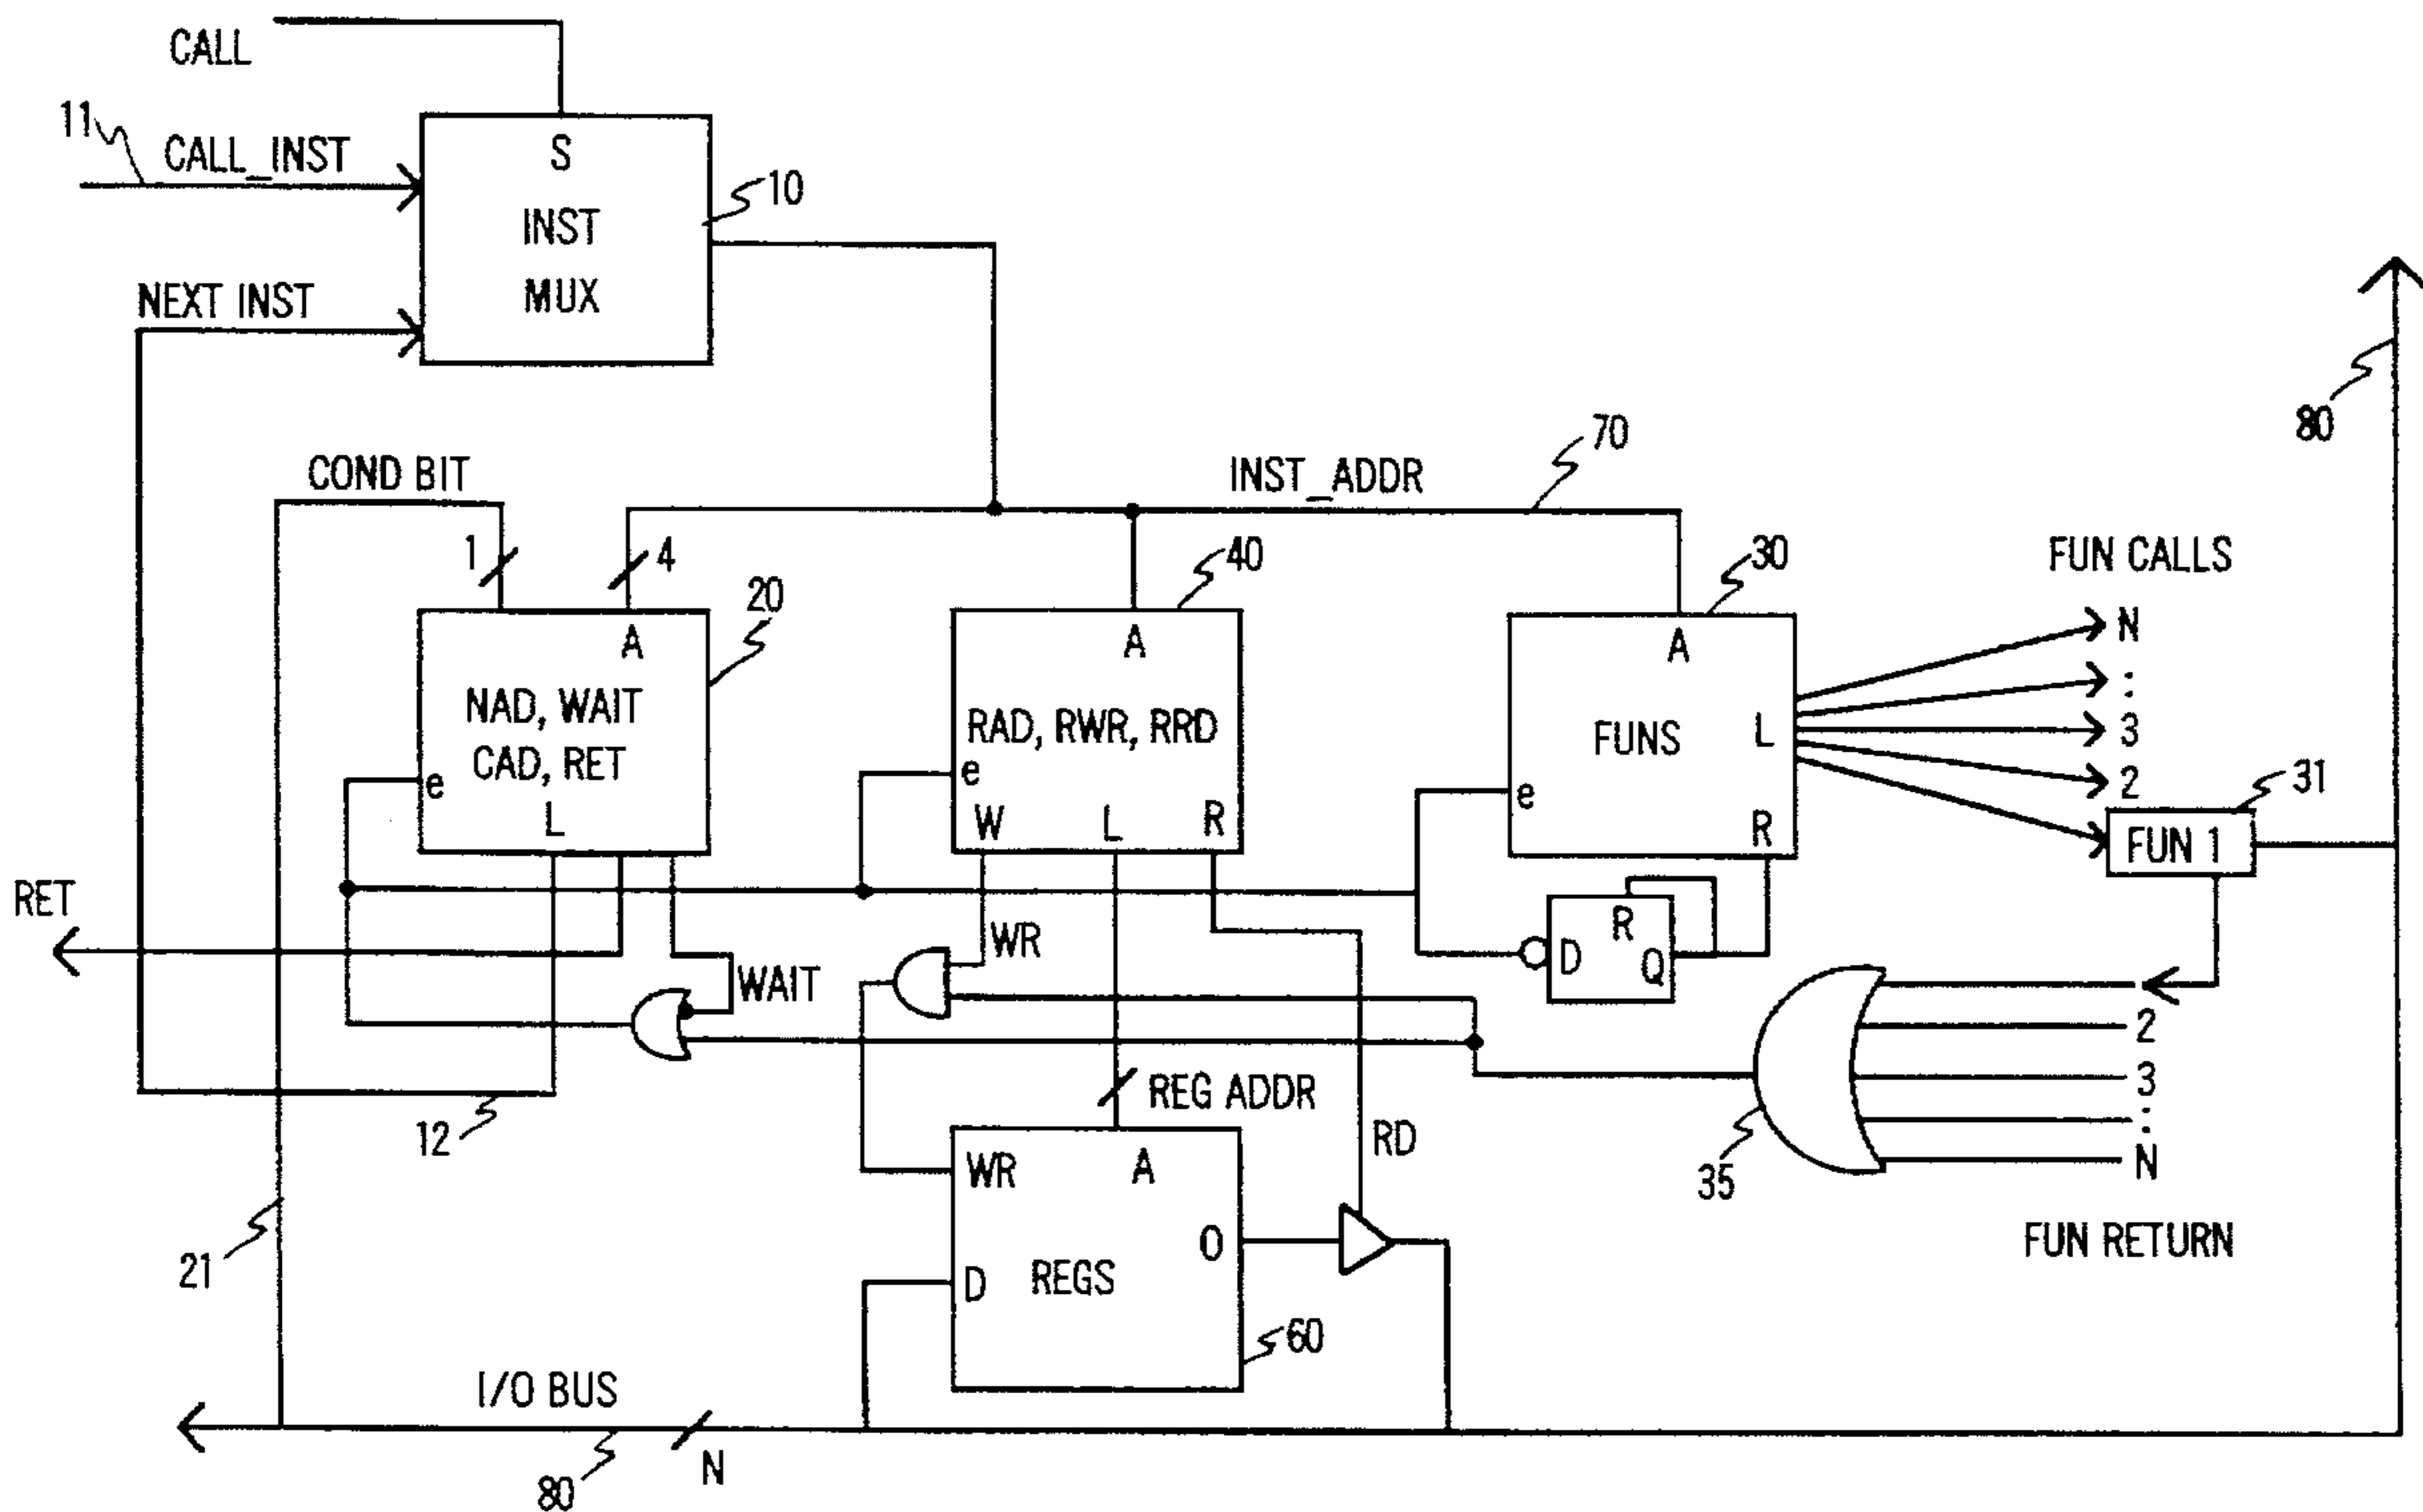 CALL
11
CALL_INST
S
INST
MUX
10
NEXT INST
80
COND BIT
INST_ADDR
70
1
4
20
40
30
FUN CALLS
A
NAD, WAIT
CAD, RET
e
L
A
RAD, RWR, RRD
e
W
L
R
A
FUNS
e
L
R
N
:
3
2
31
FUN 1
RET
WAIT
WR
R
D
Q
2
3
:
N
35
FUN RETURN
12
REG ADDR
RD
21
WR
A
O
D
REGS
60
I/O BUS
80
N